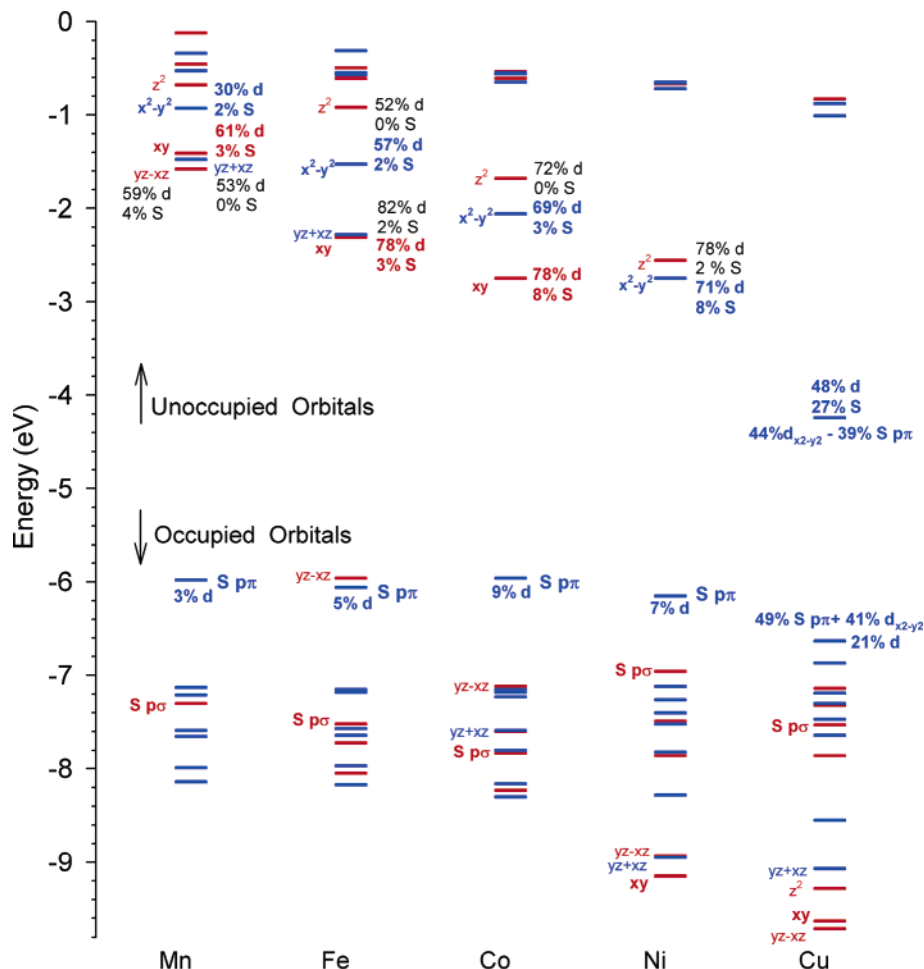 Energy (eV)
-0
-1
-2
-3
-4
-5
-6
-7
-8
-9
Mn
Fe
Co
Ni
Cu
Unoccupied Orbitals
Occupied Orbitals
z²
x²-y²
30% d
2% S
xy
61% d
3% S
yz-xz
yz+xz
59% d
4% S
53% d
0% S
S pπ
3% d
S pσ
z²
52% d
0% S
x²-y²
57% d
2% S
yz+xz
82% d
2% S
xy
78% d
3% S
yz-xz
5% d
S pπ
S pσ
z²
72% d
0% S
x²-y²
69% d
3% S
xy
78% d
8% S
9% d
S pπ
yz-xz
yz+xz
S pσ
z²
78% d
2 % S
x²-y²
71% d
8% S
7% d
S pπ
S pσ
yz-xz
yz+xz
xy
48% d
27% S
44%dx2-y2 - 39% S pπ
49% S pπ+ 41% dx2-y2
21% d
S pσ
yz+xz
z²
xy
yz-xz